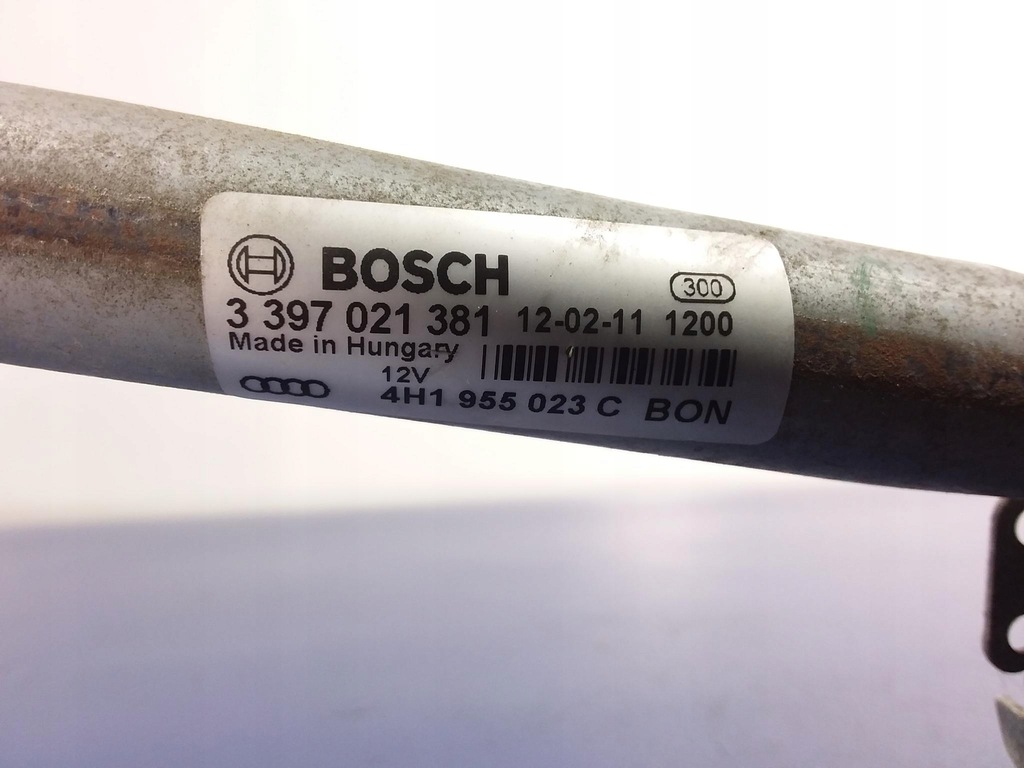 BOSCH
300
3 397 021 381 12-02-11 1200
Made in Hungary
12V
4H1 955 023 C BON